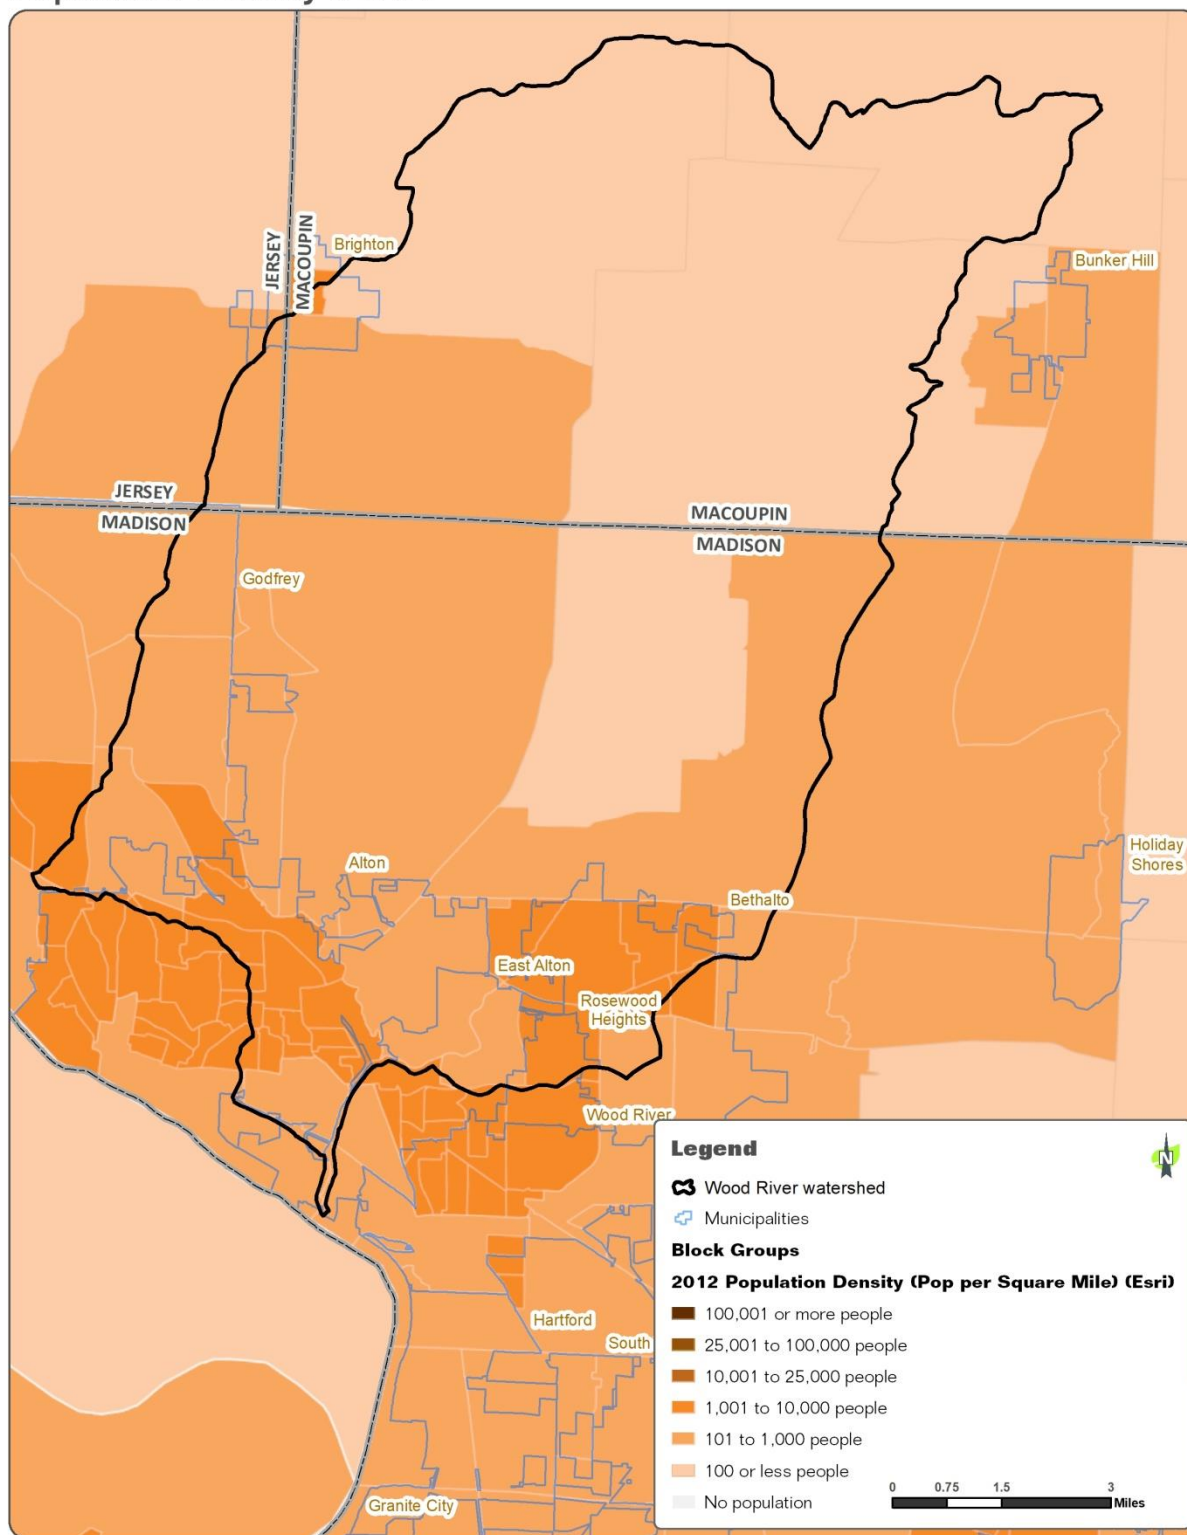 Brighton
JERSEY
MACOUPIN
Bunker Hill
JERSEY
MADISON
MACOUPIN
MADISON
Godfrey
Alton
Holiday
Shores
Bethalto
East Alton
Rosewood
Heights
Wood River
Hartford
South
Granite City
Legend
N
Wood River watershed
Municipalities
Block Groups
2012 Population Density (Pop per Square Mile) (Esri)
100,001 or more people
25,001 to 100,000 people
10,001 to 25,000 people
1,001 to 10,000 people
101 to 1,000 people
100 or less people
No population
0 0.75 1.5 3
Miles